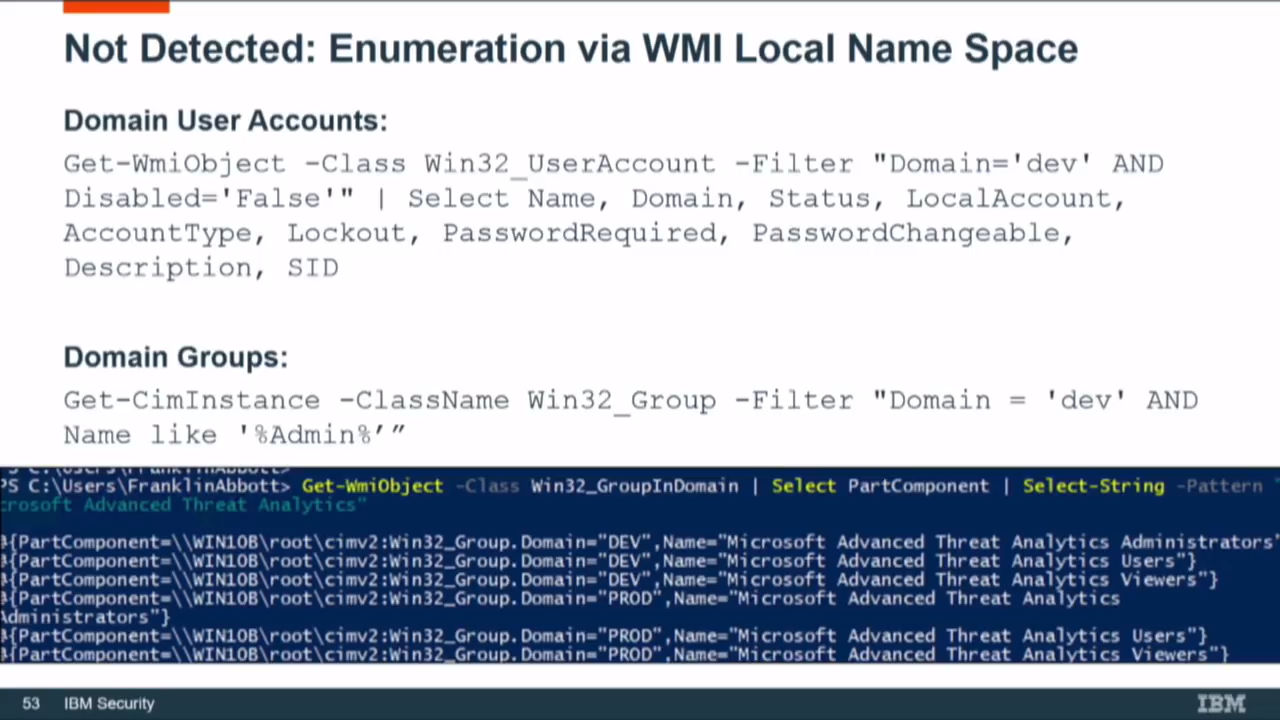 Not Detected: Enumeration via WMI Local Name Space
Domain User Accounts:
Get-WmiObject -Class Win32_UserAccount -Filter "Domain='dev' AND
Disabled='False'" | Select Name, Domain, Status, LocalAccount,
AccountType, Lockout, PasswordRequired, PasswordChangeable,
Description, SID
Domain Groups:
Get-CimInstance -ClassName Win32_Group -Filter "Domain = 'dev' AND
Name like '%Admin%’”
PS C:\Users\FranklinAbbott>
PS C:\Users\FranklinAbbott> Get-WmiObject -Class Win32_GroupInDomain | Select PartComponent | Select-String -Pattern "
crosoft Advanced Threat Analytics"
@{PartComponent=\\WIN10B\root\cimv2:Win32_Group.Domain="DEV",Name="Microsoft Advanced Threat Analytics Administrators"
@{PartComponent=\\WIN10B\root\cimv2:Win32_Group.Domain="DEV",Name="Microsoft Advanced Threat Analytics Users"}
@{PartComponent=\\WIN10B\root\cimv2:Win32_Group.Domain="DEV",Name="Microsoft Advanced Threat Analytics Viewers"}
@{PartComponent=\\WIN10B\root\cimv2:Win32_Group.Domain="PROD",Name="Microsoft Advanced Threat Analytics
Administrators"}
@{PartComponent=\\WIN10B\root\cimv2:Win32_Group.Domain="PROD",Name="Microsoft Advanced Threat Analytics Users"}
@{PartComponent=\\WIN10B\root\cimv2:Win32_Group.Domain="PROD",Name="Microsoft Advanced Threat Analytics Viewers"}
53 IBM Security IBM